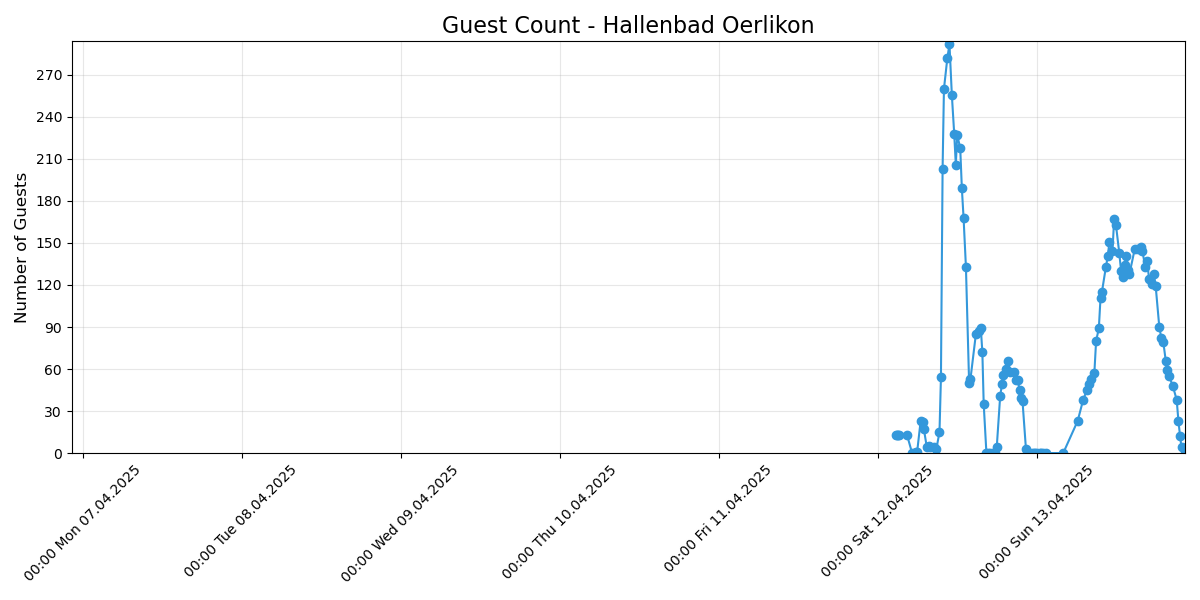 Guest Count - Hallenbad Oerlikon
Number of Guests
270
240
210
180
150
120
90
60
30
0
00:00 Mon 07.04.2025
00:00 Tue 08.04.2025
00:00 Wed 09.04.2025
00:00 Thu 10.04.2025
00:00 Fri 11.04.2025
00:00 Sat 12.04.2025
00:00 Sun 13.04.2025